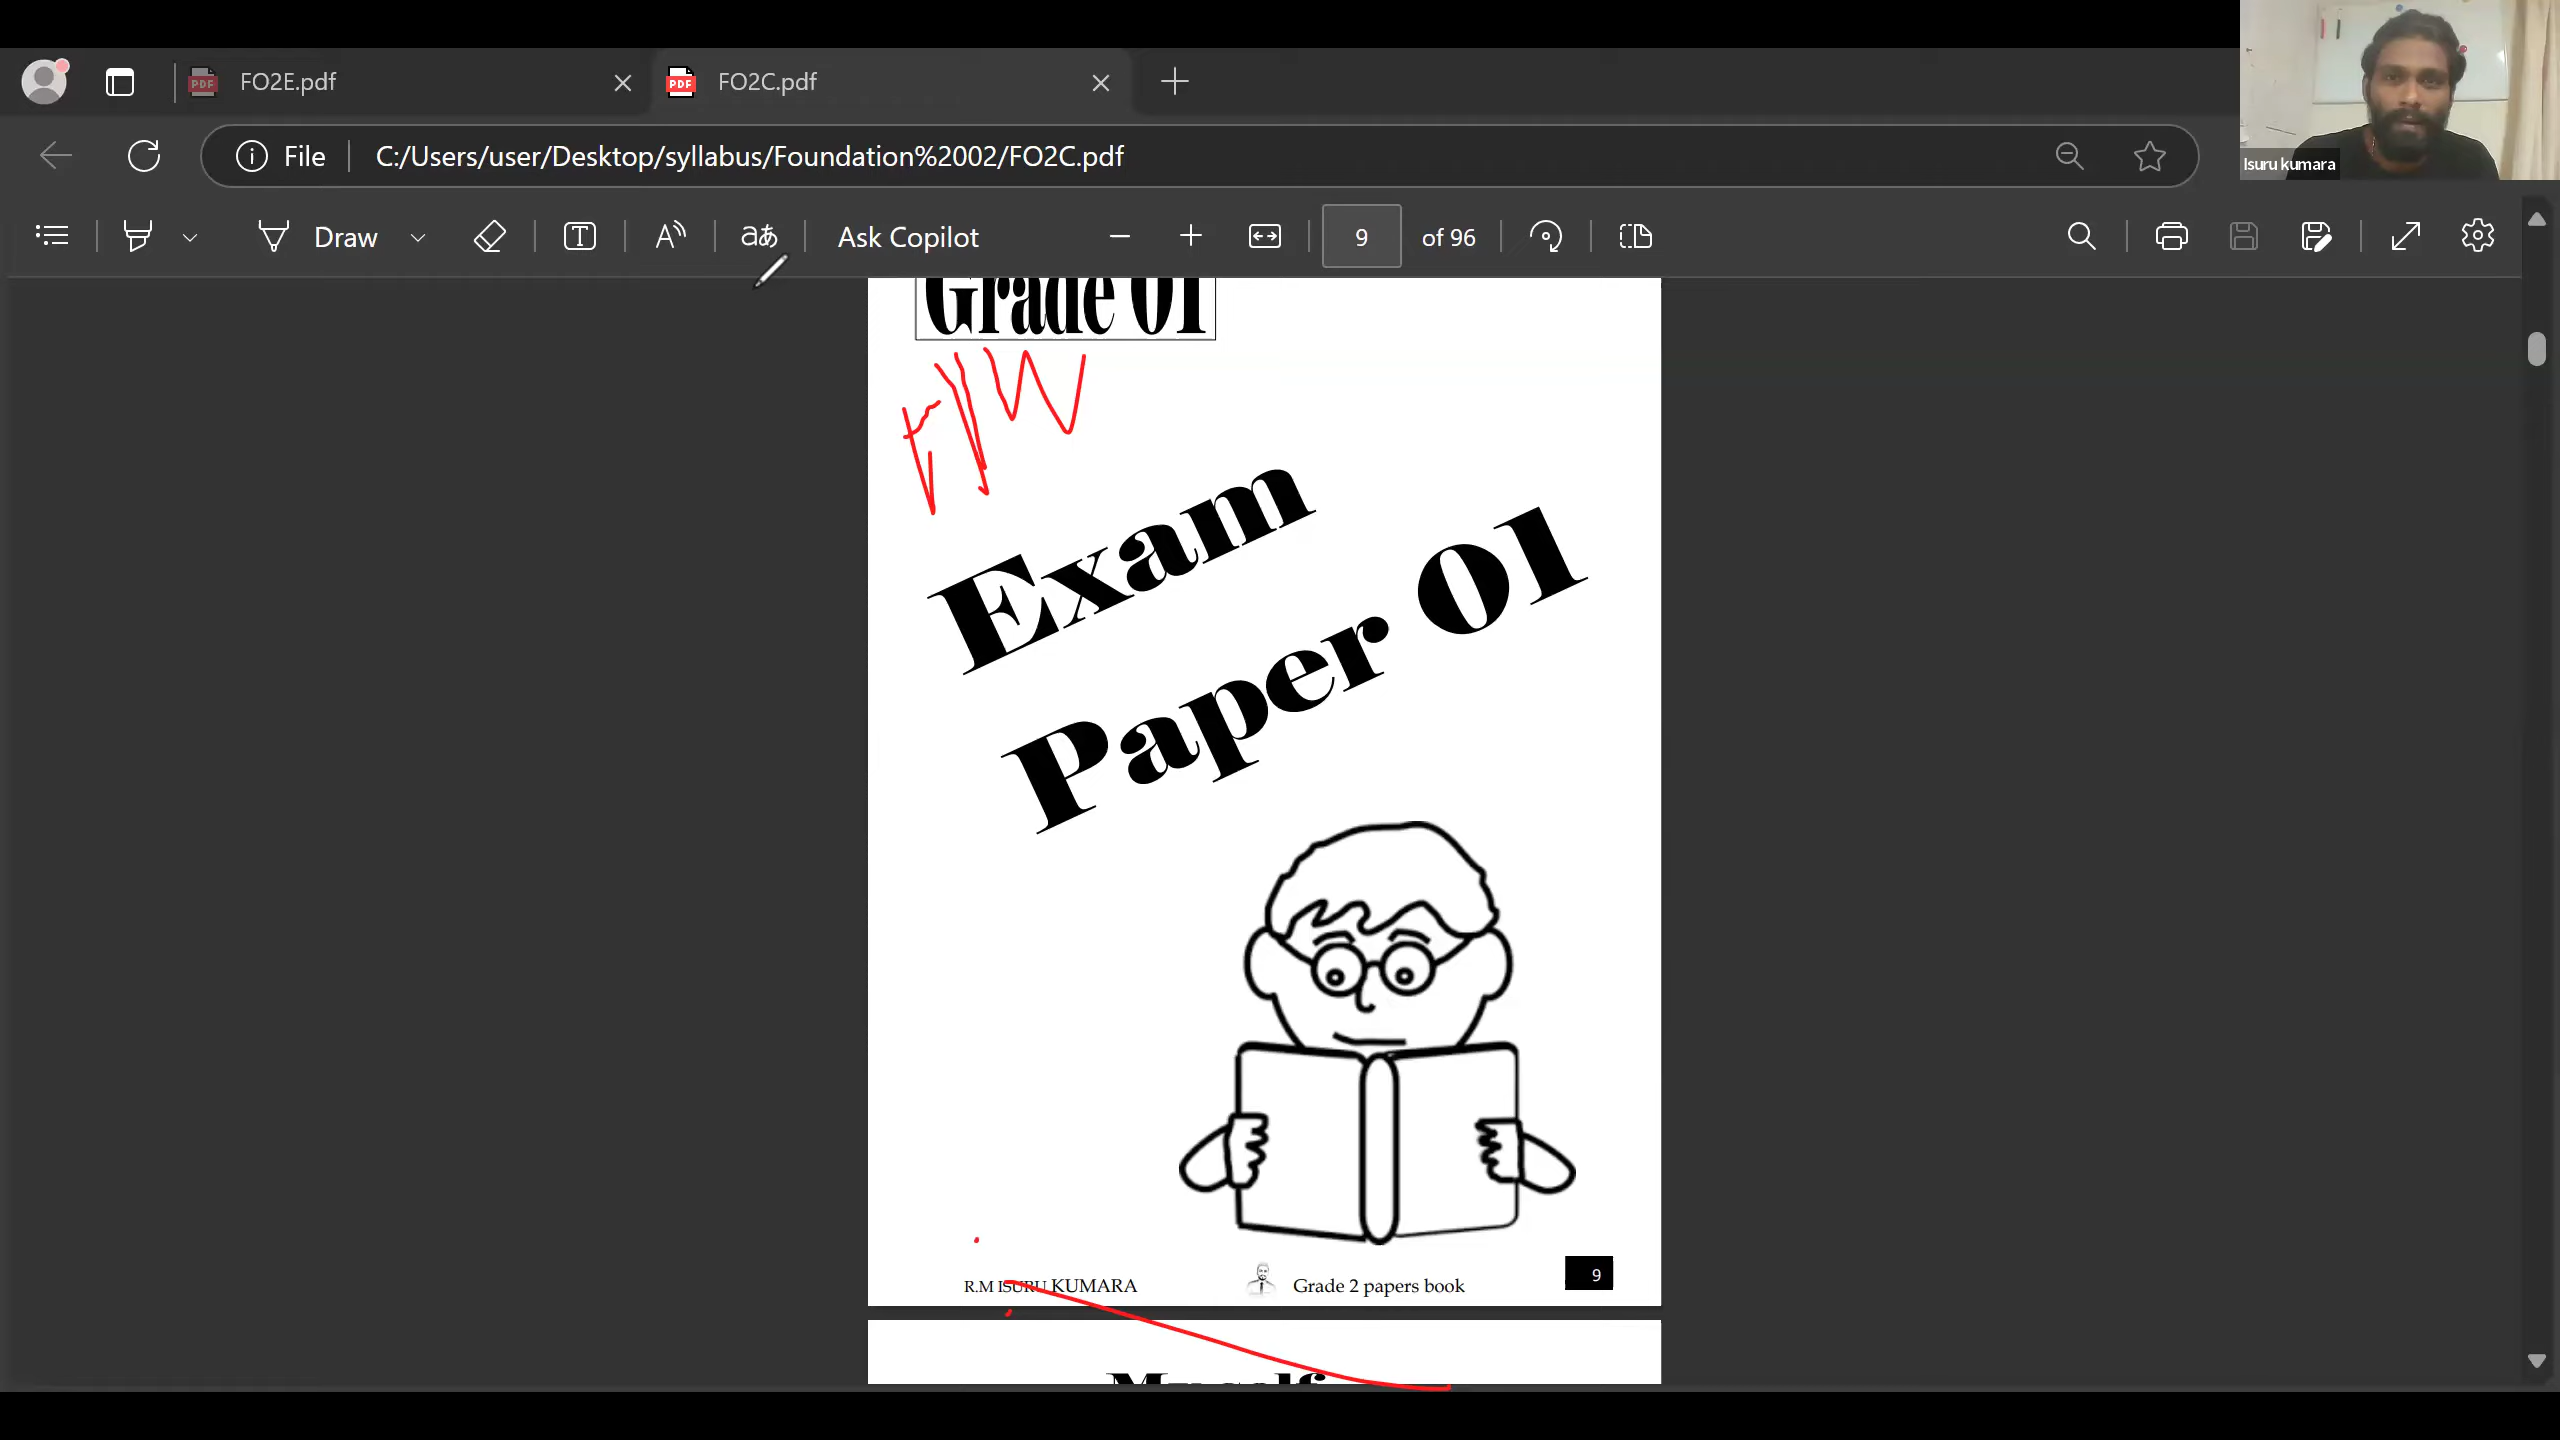 FO2E.pdf
FO2C.pdf
File
C:/Users/user/Desktop/syllabus/Foundation%2002/FO2C.pdf
Isuru kumara
Draw
Ask Copilot
9 of 96
Grade 01
H/W
Exam
Paper 01
R.M ISURU KUMARA
Grade 2 papers book
9
Myself